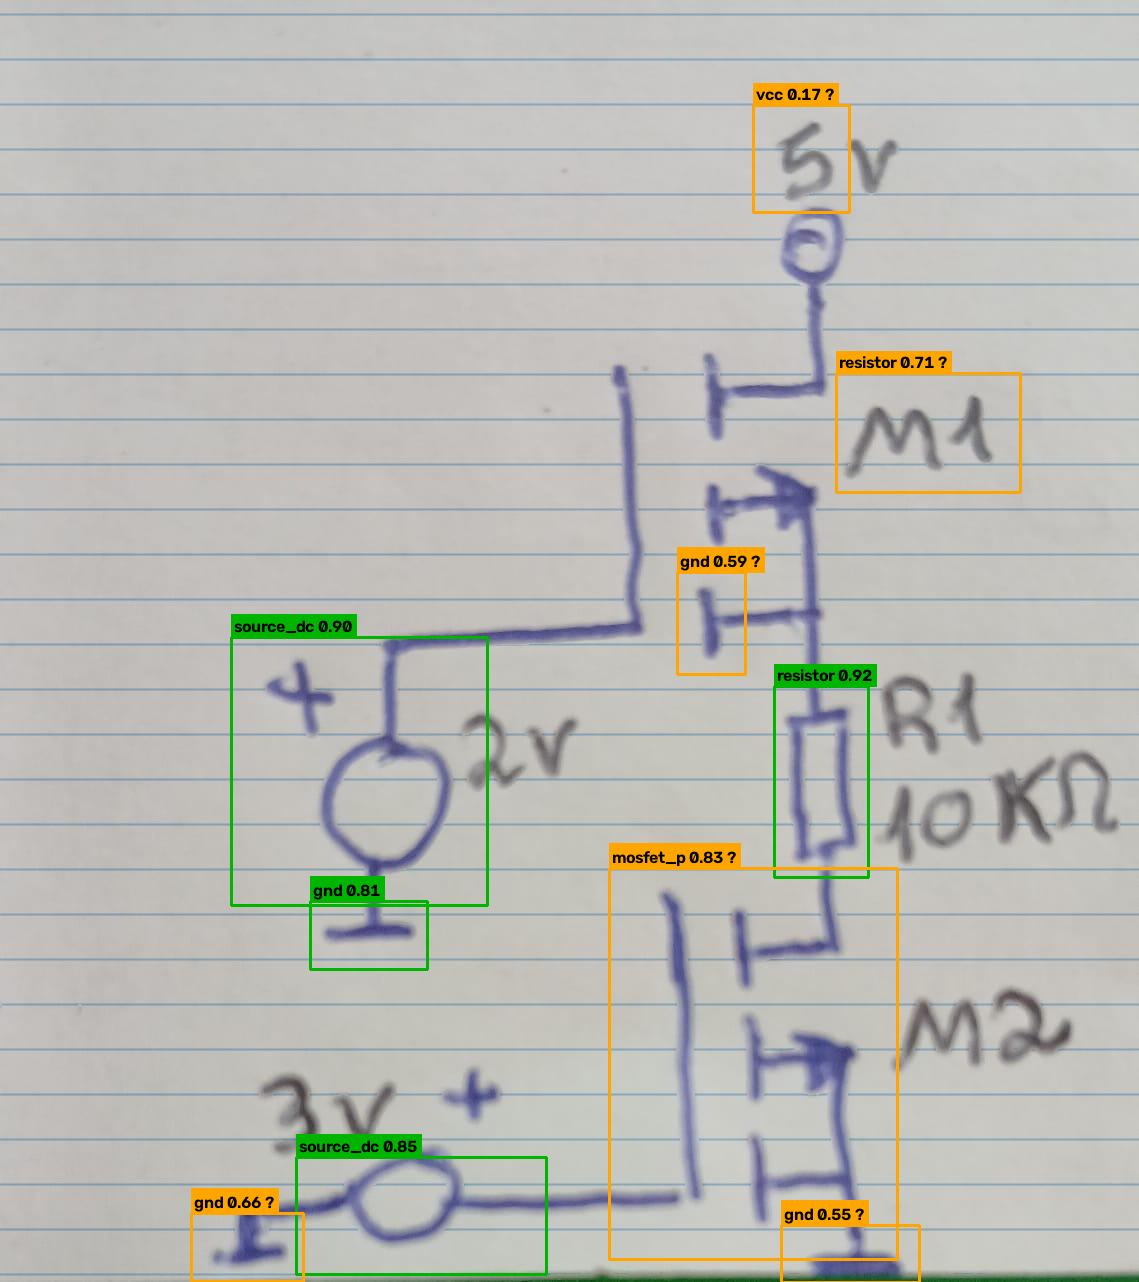 vcc 0.17 ?
5V
resistor 0.71 ?
M1
gnd 0.59 ?
source_dc 0.90
+
2V
resistor 0.92
R1
10KΩ
mosfet_p 0.83 ?
gnd 0.81
M2
3V
+
source_dc 0.85
gnd 0.66 ?
gnd 0.55 ?